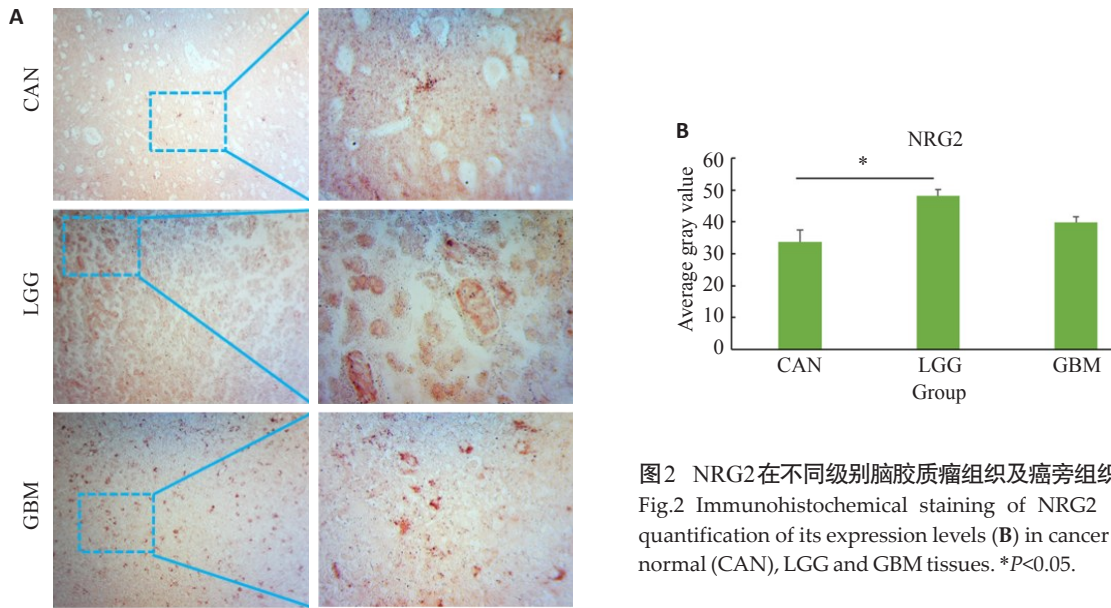 A
CAN
LGG
GBM
B
NRG2
*
Average gray value
60
50
40
30
20
10
0
CAN
LGG
GBM
Group
图2 NRG2在不同级别脑胶质瘤组织及癌旁组织
Fig.2 Immunohistochemical staining of NRG2
quantification of its expression levels (B) in cancer
normal (CAN), LGG and GBM tissues. *P<0.05.